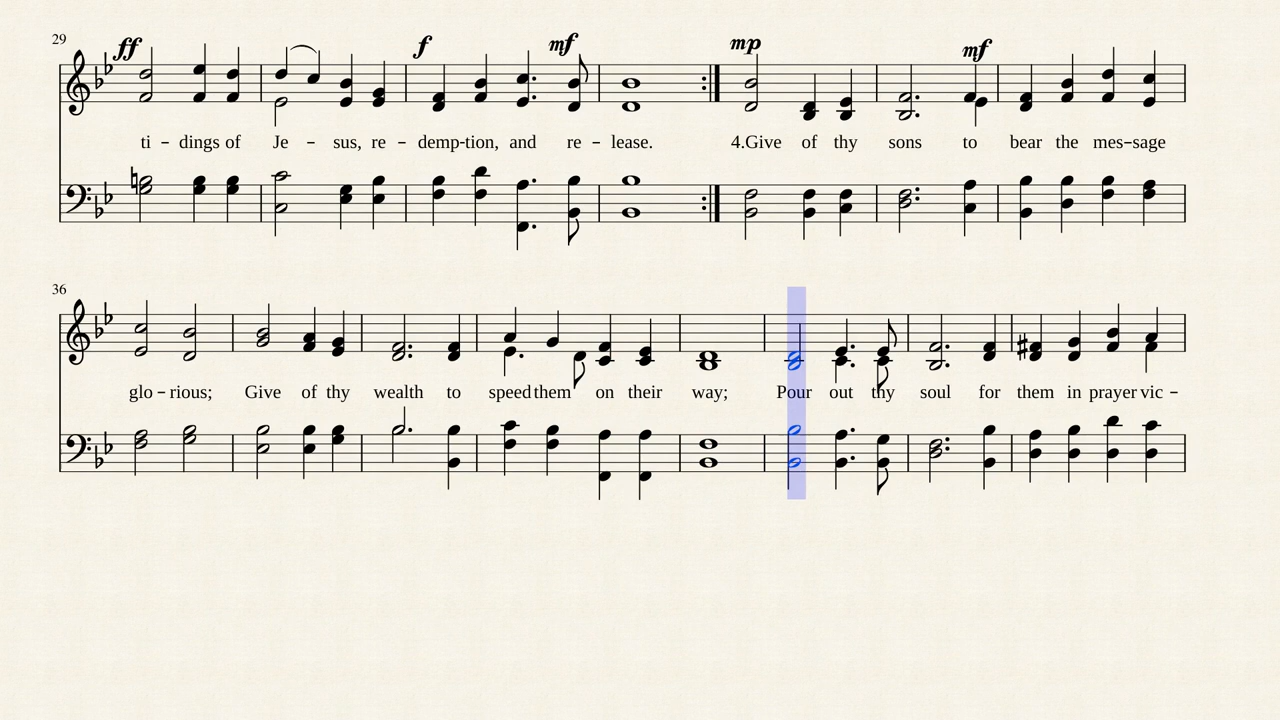 29
ff f mf mp mf
ti – dings of Je – sus, re – demp-tion, and re – lease. 4.Give of thy sons to bear the mes–sage
36
glo – rious; Give of thy wealth to speed them on their way; Pour out thy soul for them in prayer vic –